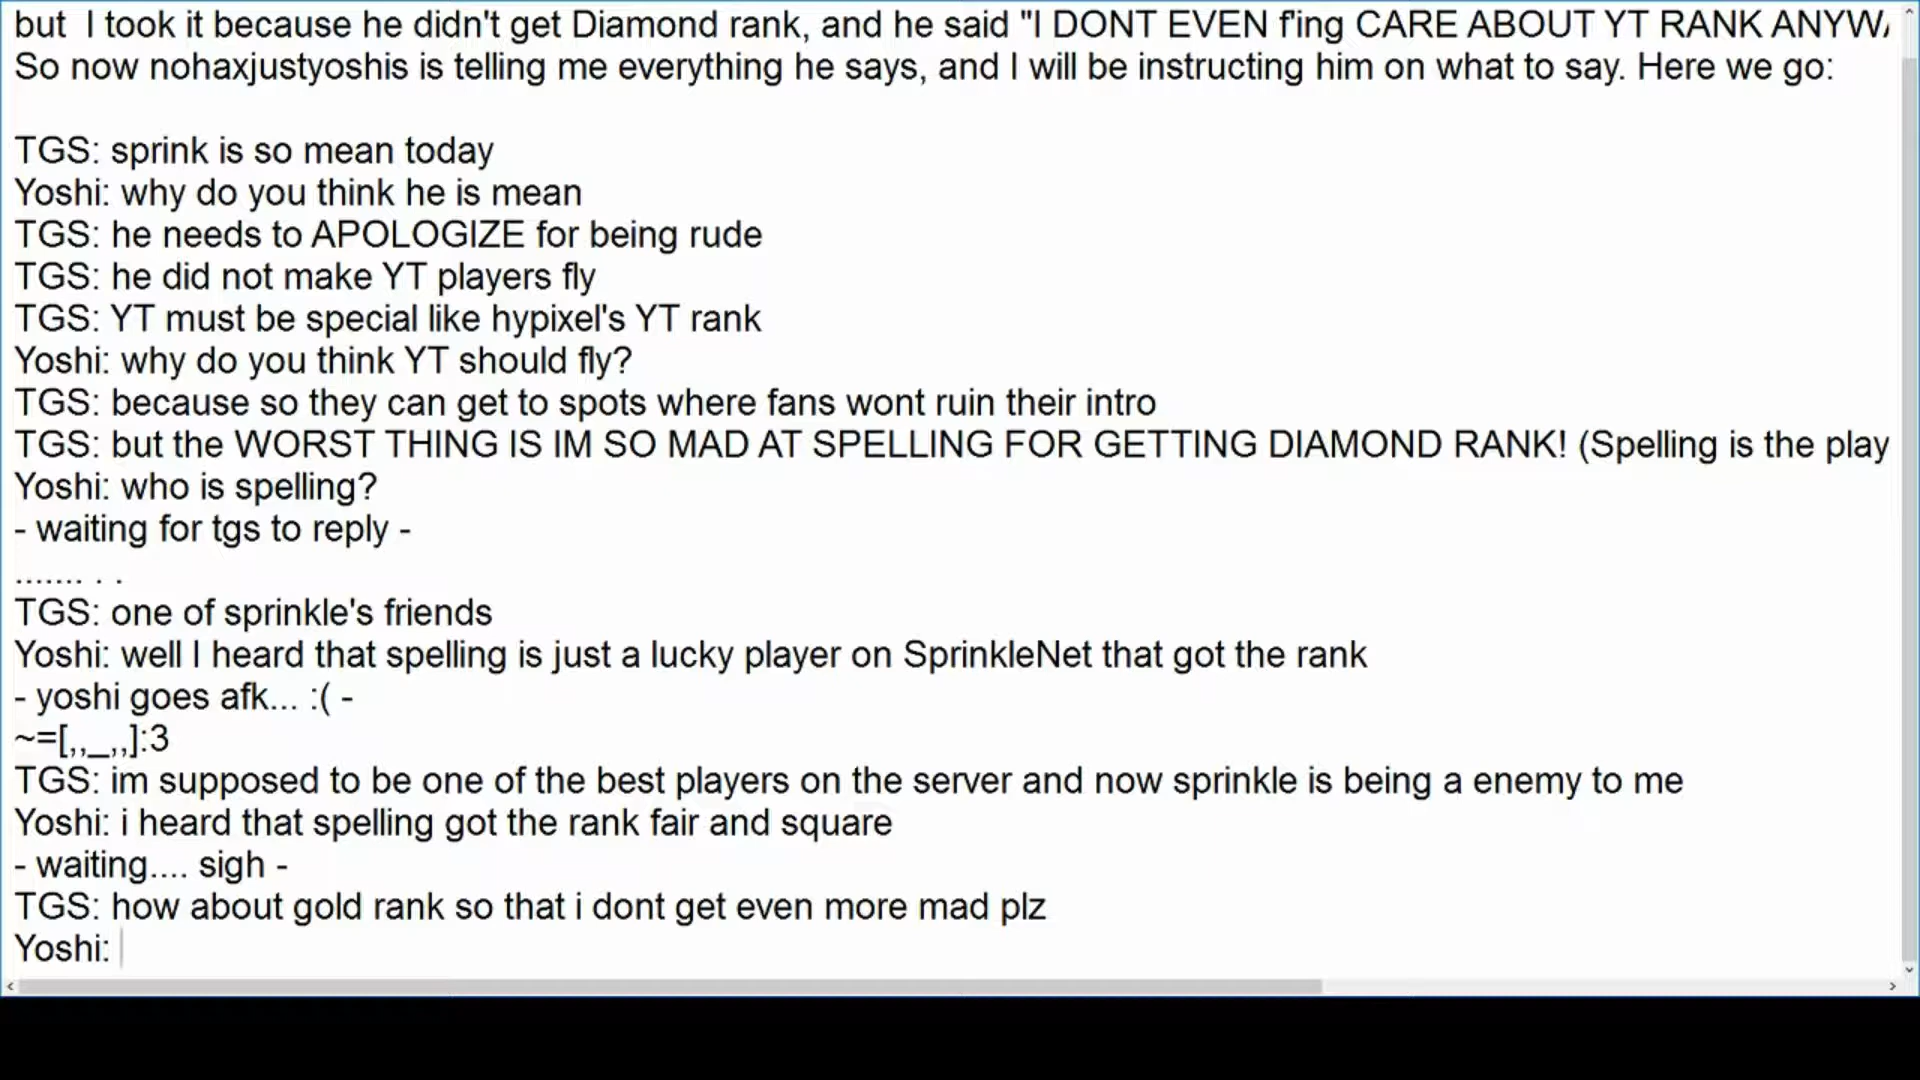 but  I took it because he didn't get Diamond rank, and he said "I DONT EVEN f'ing CARE ABOUT YT RANK ANYW
So now nohaxjustyoshis is telling me everything he says, and I will be instructing him on what to say. Here we go:
TGS: sprink is so mean today
Yoshi: why do you think he is mean
TGS: he needs to APOLOGIZE for being rude
TGS: he did not make YT players fly
TGS: YT must be special like hypixel's YT rank
Yoshi: why do you think YT should fly?
TGS: because so they can get to spots where fans wont ruin their intro
TGS: but the WORST THING IS IM SO MAD AT SPELLING FOR GETTING DIAMOND RANK! (Spelling is the play
Yoshi: who is spelling?
- waiting for tgs to reply -
....... . .
TGS: one of sprinkle's friends
Yoshi: well I heard that spelling is just a lucky player on SprinkleNet that got the rank
- yoshi goes afk... :( -
~=[,,_,,]:3
TGS: im supposed to be one of the best players on the server and now sprinkle is being a enemy to me
Yoshi: i heard that spelling got the rank fair and square
- waiting.... sigh -
TGS: how about gold rank so that i dont get even more mad plz
Yoshi: